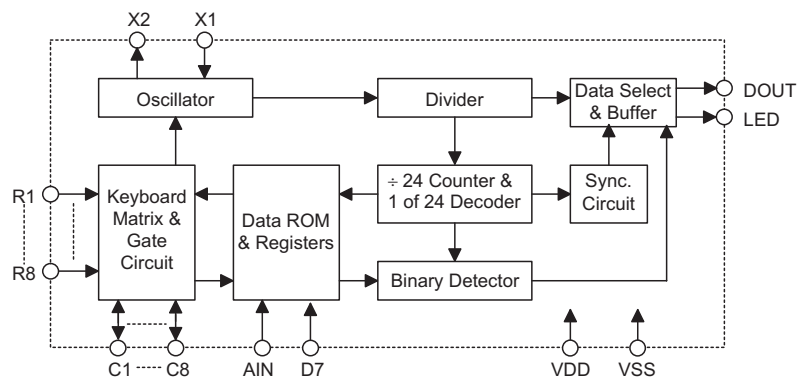 X2 X1
Oscillator
Divider
Data Select
& Buffer
DOUT
LED
R1
R8
Keyboard
Matrix &
Gate
Circuit
Data ROM
& Registers
÷ 24 Counter &
1 of 24 Decoder
Sync.
Circuit
Binary Detector
C1 C8 AIN D7 VDD VSS